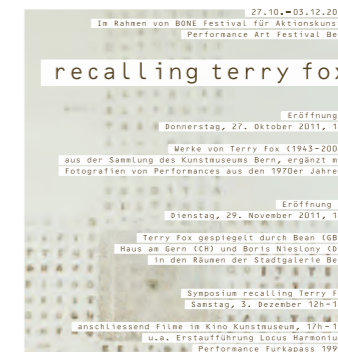 27.10.–03.12.20
Im Rahmen von BONE Festival für Aktionskuns
Performance Art Festival Be
recalling terry fox
Eröffnung
Donnerstag, 27. Oktober 2011, 1
Werke von Terry Fox (1943-200
aus der Sammlung des Kunstmuseums Bern, ergänzt m
Fotografien von Performances aus den 1970er Jahre
Eröffnung
Dienstag, 29. November 2011, 1
Terry Fox gespiegelt durch Bean (GB
Haus am Gern (CH) und Boris Nieslony (D
in den Räumen der Stadtgalerie Be
Symposium recalling Terry F
Samstag, 3. Dezember 12h-1
anschliessend Filme im Kino Kunstmuseum, 17h-1
u.a. Erstaufführung Locus Harmoniu
Performance Furkapass 199